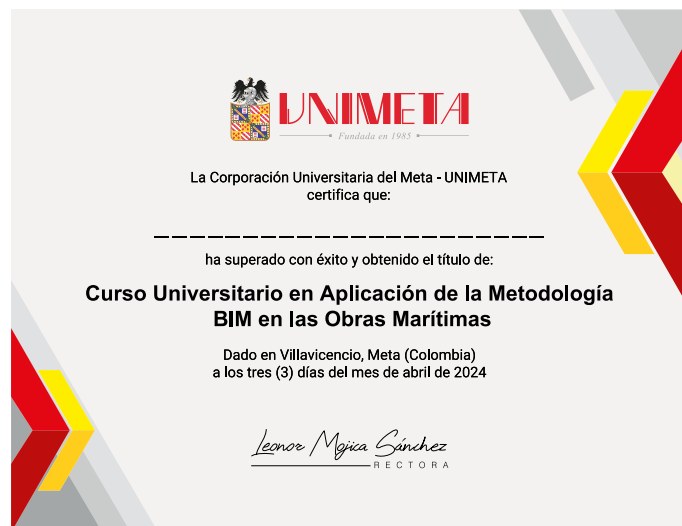 UNIMETA
Fundada en 1985
La Corporación Universitaria del Meta - UNIMETA
certifica que:
ha superado con éxito y obtenido el título de:
Curso Universitario en Aplicación de la Metodología
BIM en las Obras Marítimas
Dado en Villavicencio, Meta (Colombia)
a los tres (3) días del mes de abril de 2024
Leonor Mojica Sánchez
RECTORA